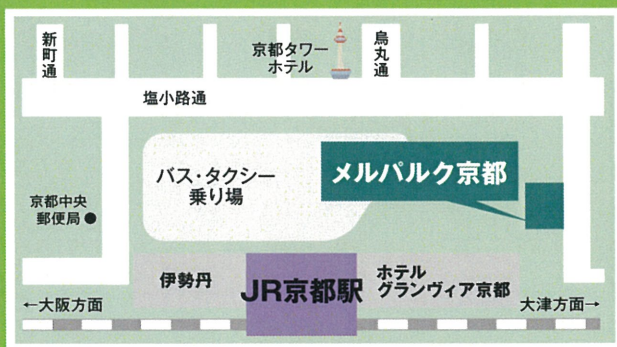 新町通
京都タワー
ホテル
烏丸通
塩小路通
バス・タクシー
乗り場
メルパルク京都
京都中央
郵便局●
伊勢丹
JR京都駅
ホテル
グランヴィア京都
←大阪方面
大津方面→